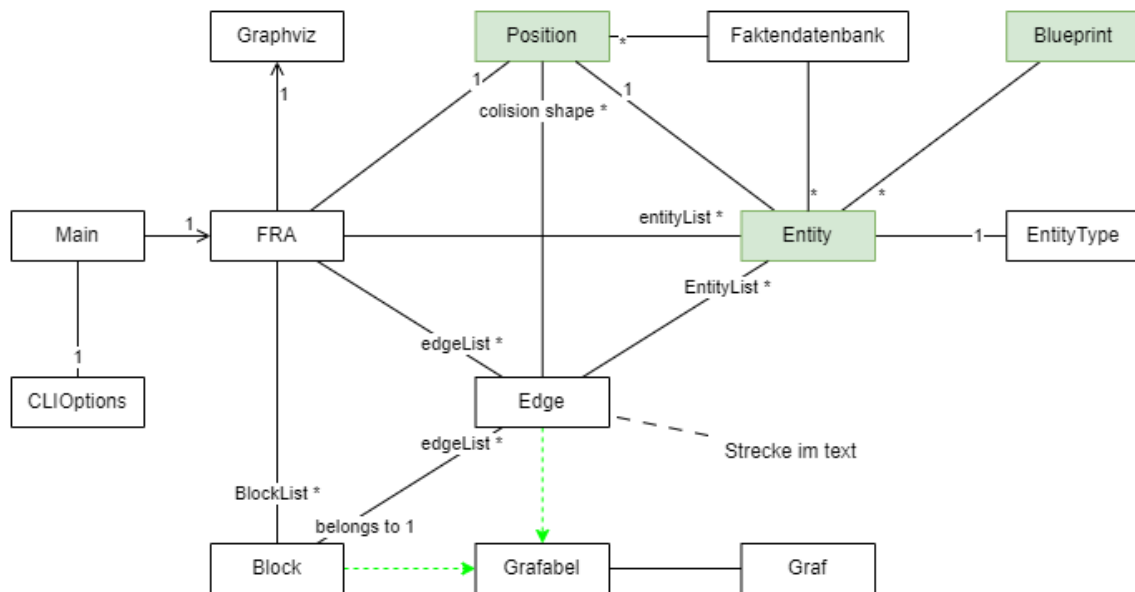 Graphviz
Position
Faktendatenbank
Blueprint
*
1
1
1
colision shape *
*
*
Main
1
FRA
entityList *
Entity
1
EntityType
EntityList *
edgeList *
1
CLIOptions
Edge
edgeList *
Strecke im text
BlockList *
belongs to 1
Block
Grafabel
Graf